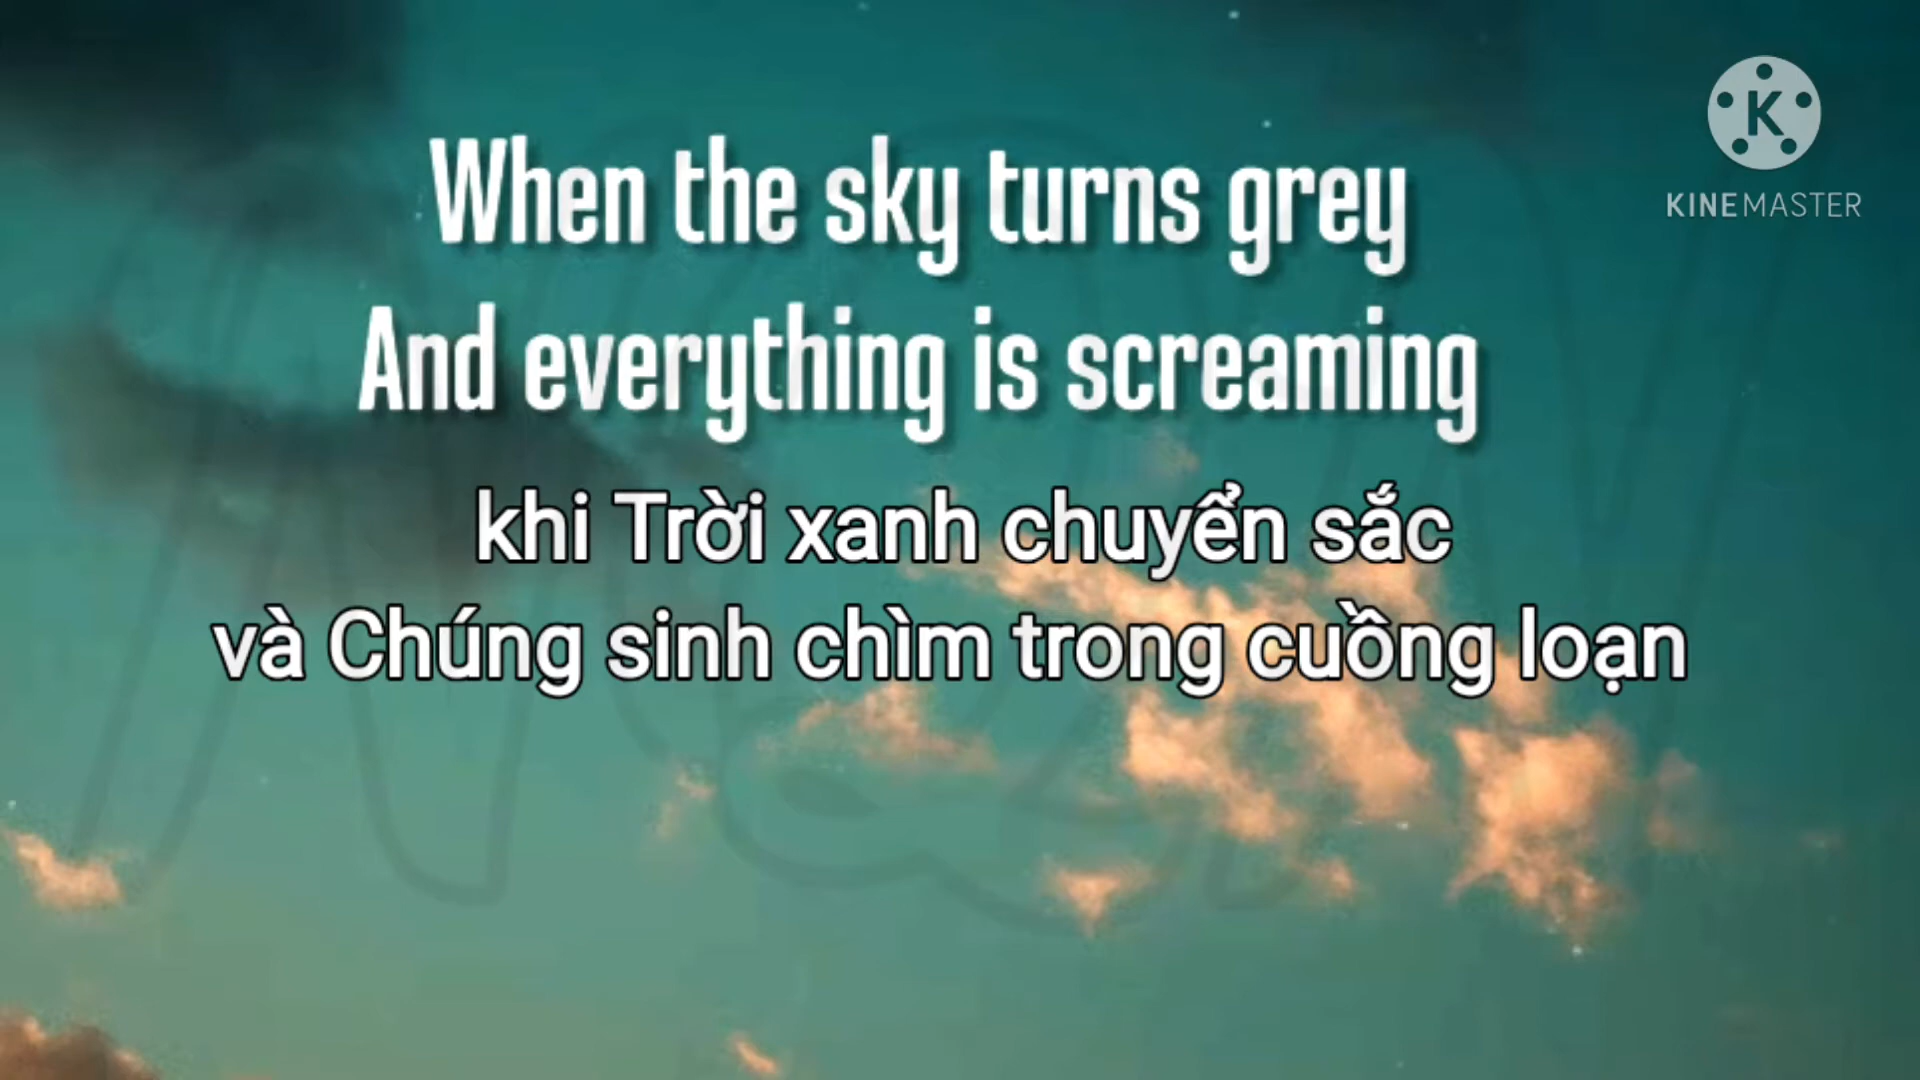 When the sky turns grey
And everything is screaming
khi Trời xanh chuyển sắc
và Chúng sinh chìm trong cuồng loạn
K
KINEMASTER